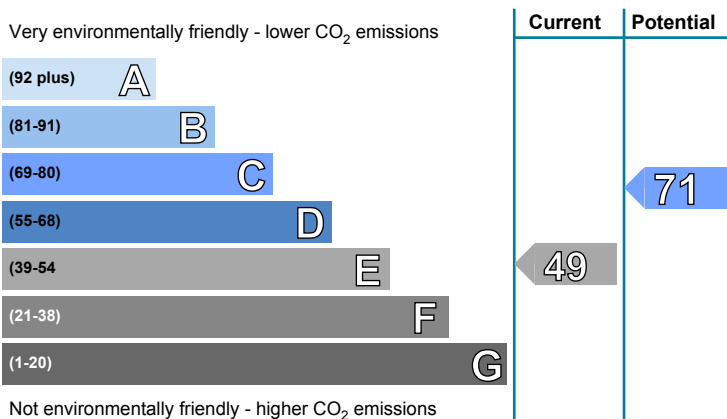 Current Potential
Very environmentally friendly - lower CO2 emissions
(92 plus) A
(81-91) B
(69-80) C
71
(55-68) D
(39-54 E
49
(21-38) F
(1-20) G
Not environmentally friendly - higher CO2 emissions